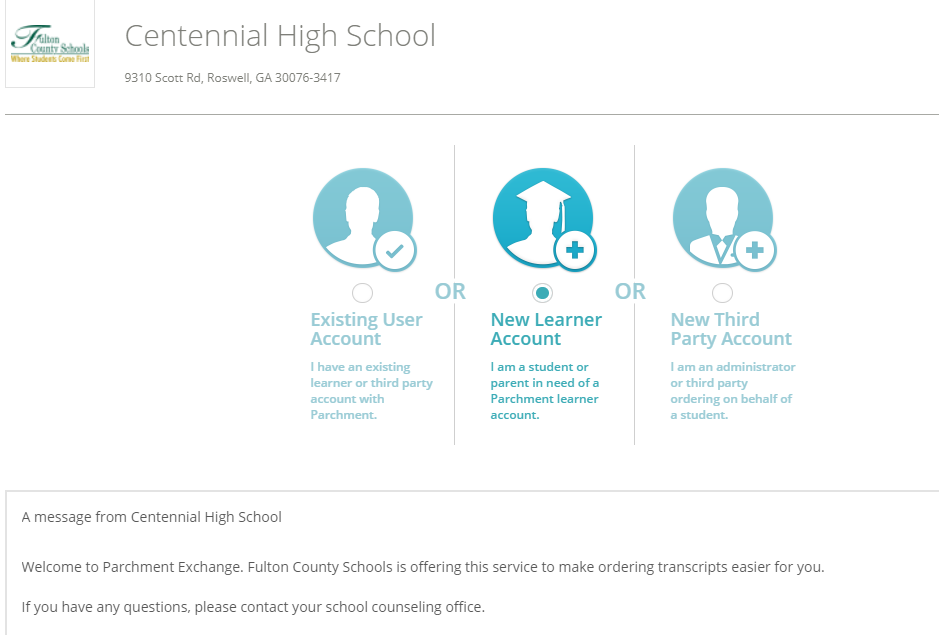 Fulton
County Schools
Where Students Come First
Centennial High School
9310 Scott Rd, Roswell, GA 30076-3417
OR
OR
Existing User
Account
I have an existing
learner or third party
account with
Parchment.
New Learner
Account
I am a student or
parent in need of a
Parchment learner
account.
New Third
Party Account
I am an administrator
or third party
ordering on behalf of
a student.
A message from Centennial High School
Welcome to Parchment Exchange. Fulton County Schools is offering this service to make ordering transcripts easier for you.
If you have any questions, please contact your school counseling office.